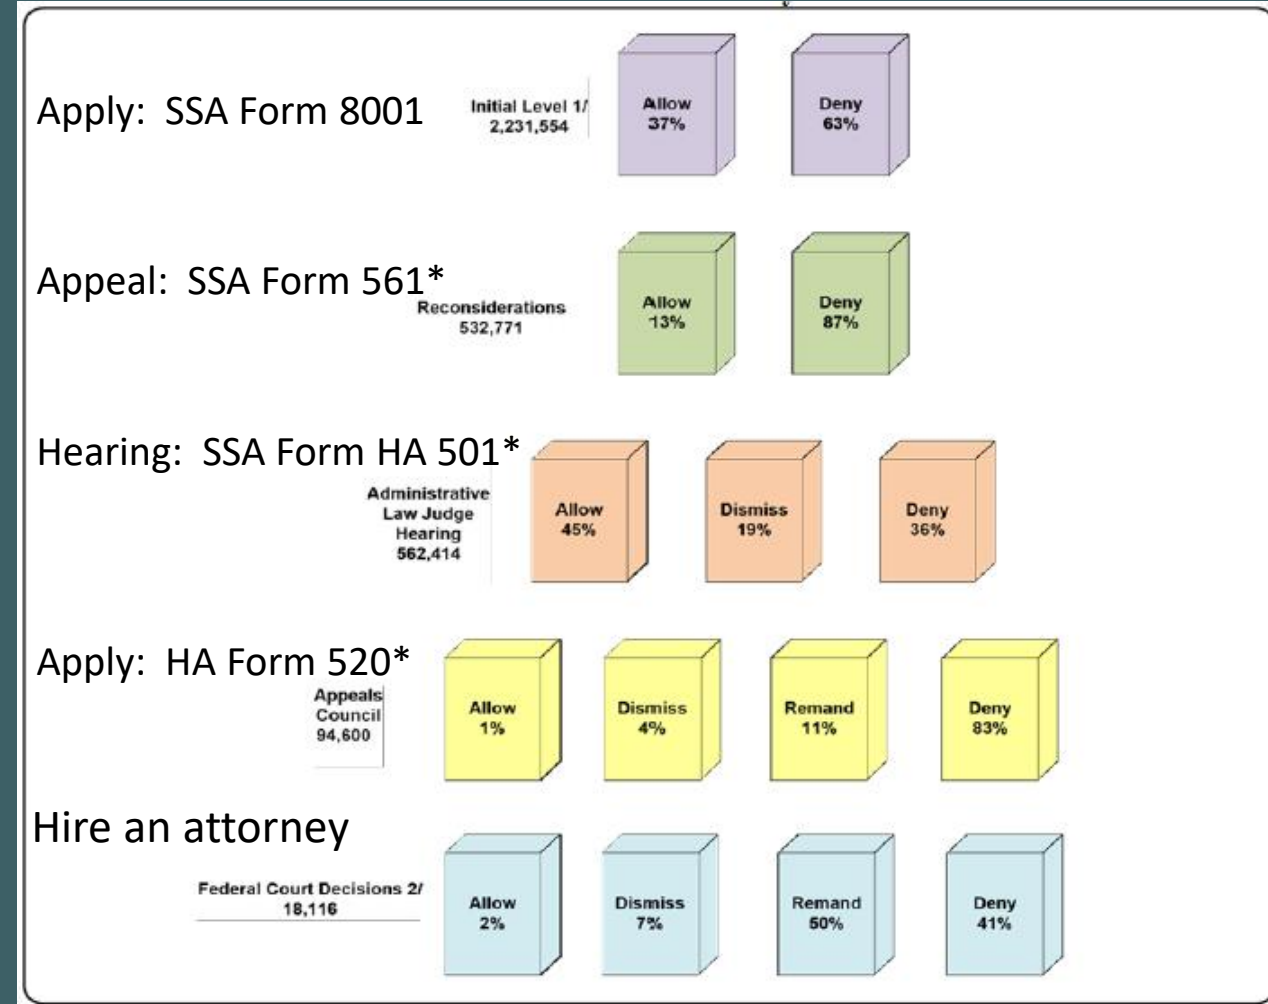 Apply:  SSA Form 8001
Initial Level 1/
2,231,554
Allow
37%
Deny
63%
Appeal:  SSA Form 561*
Reconsiderations
532,771
Allow
13%
Deny
87%
Hearing:  SSA Form HA 501*
Administrative
Law Judge
Hearing
562,414
Allow
45%
Dismiss
19%
Deny
36%
Apply:  HA Form 520*
Appeals
Council
94,600
Allow
1%
Dismiss
4%
Remand
11%
Deny
83%
Hire an attorney
Federal Court Decisions 2/
18,116
Allow
2%
Dismiss
7%
Remand
50%
Deny
41%